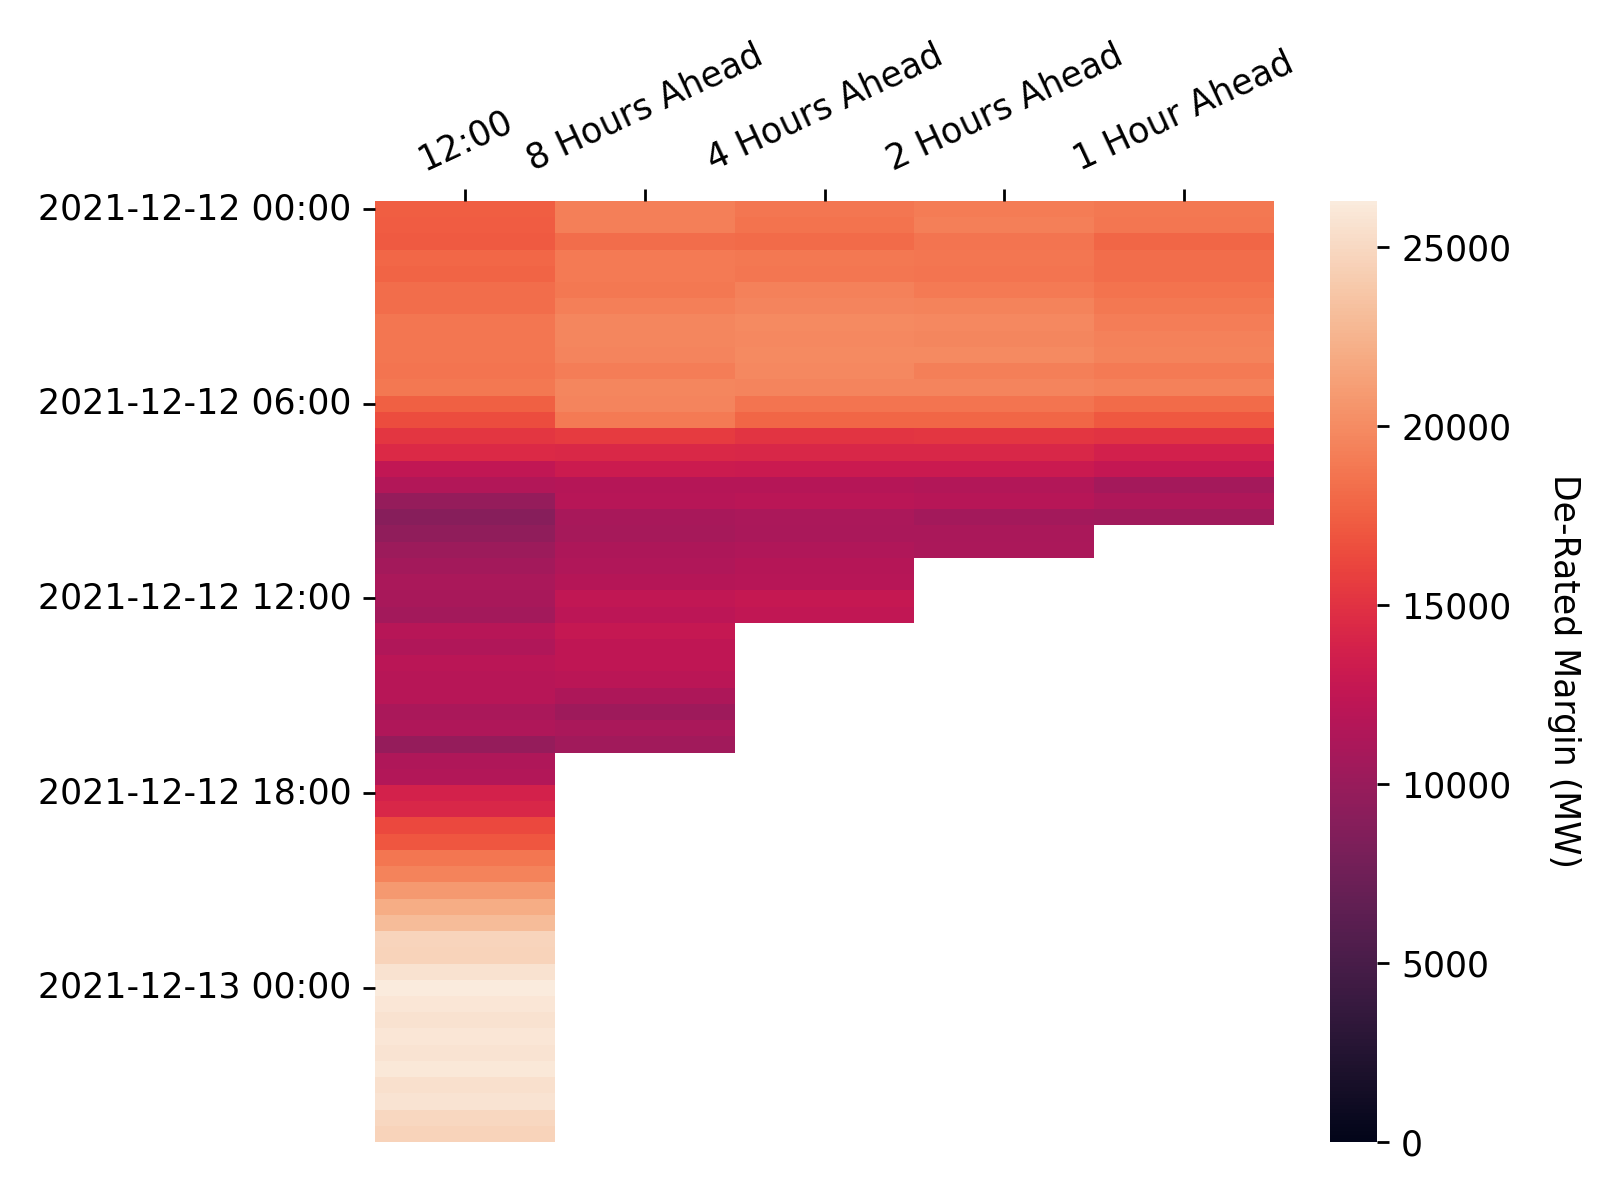 12:00
8 Hours Ahead
4 Hours Ahead
2 Hours Ahead
1 Hour Ahead
2021-12-12 00:00
2021-12-12 06:00
2021-12-12 12:00
2021-12-12 18:00
2021-12-13 00:00
25000
20000
15000
10000
5000
0
De-Rated Margin (MW)